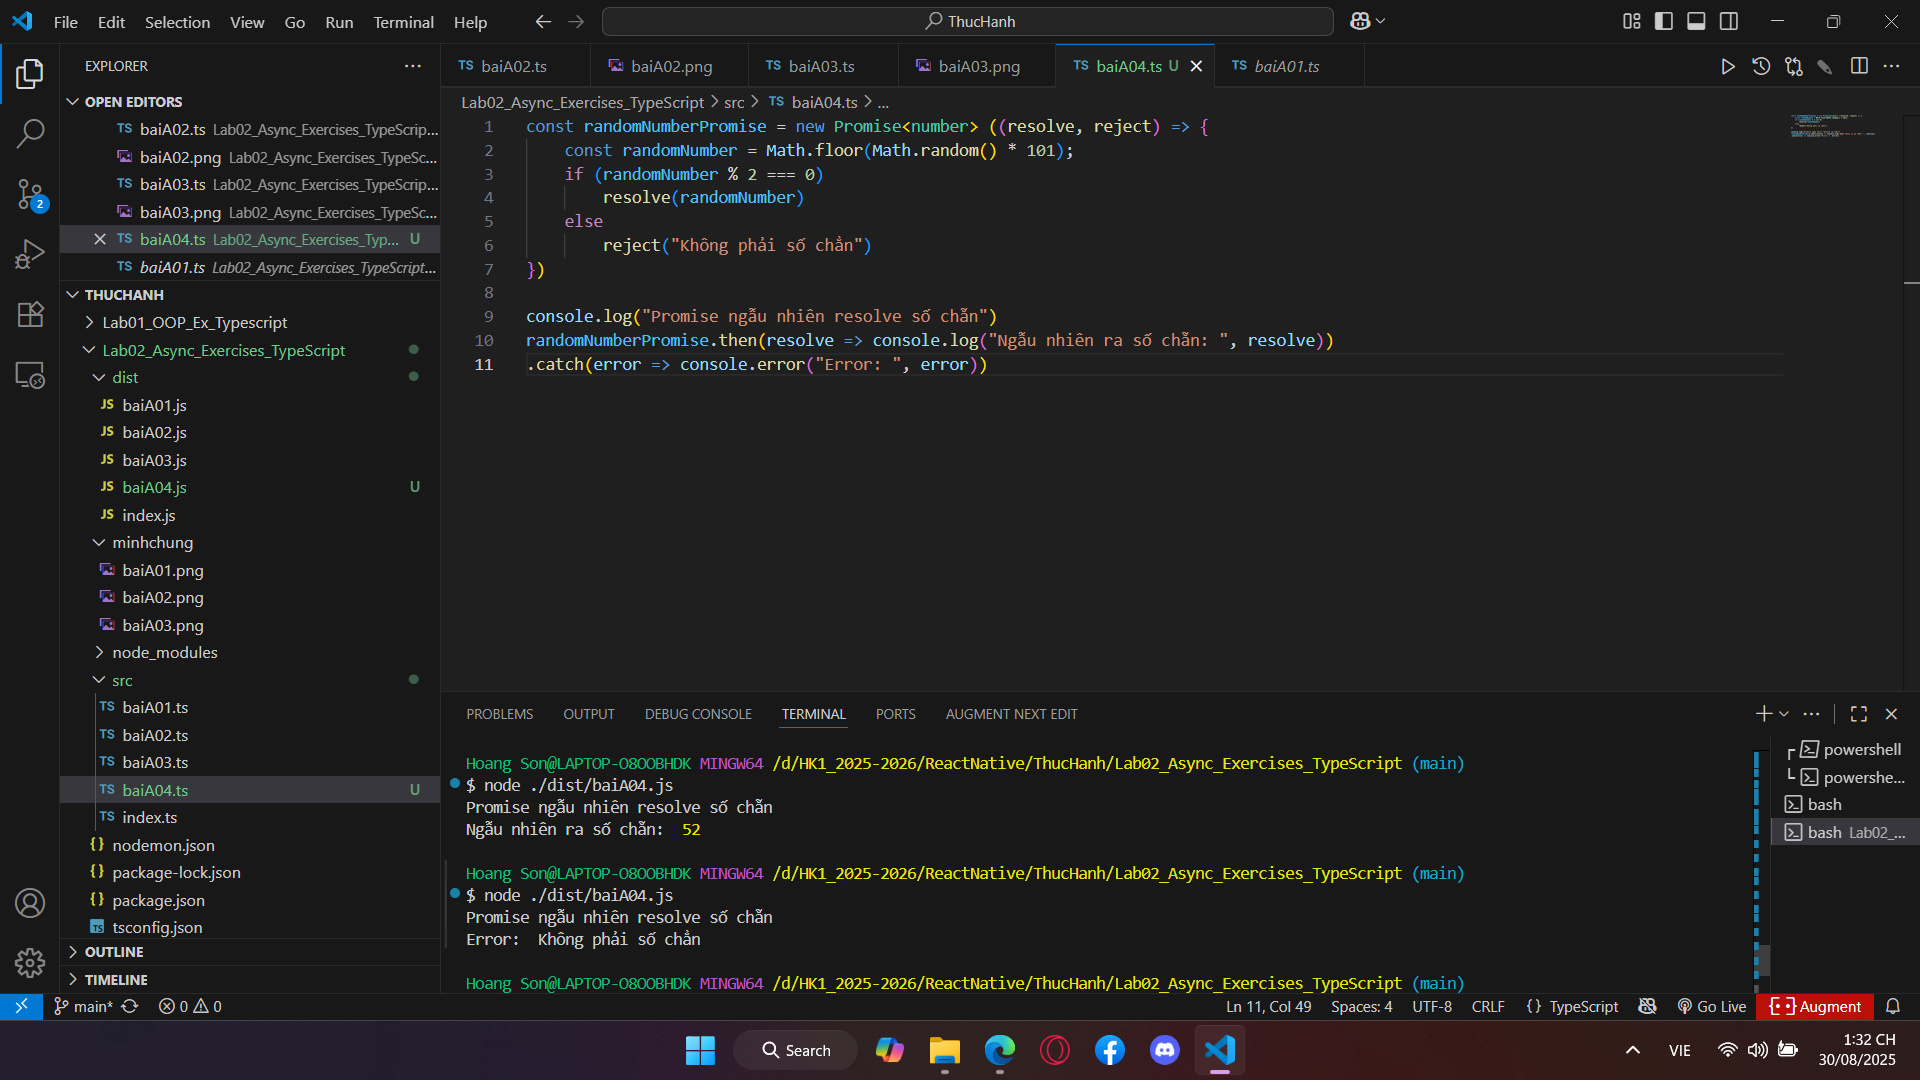 File Edit Selection View Go Run Terminal Help
ThucHanh
EXPLORER
OPEN EDITORS
TS baiA02.ts Lab02_Async_Exercises_TypeScrip...
baiA02.png Lab02_Async_Exercises_TypeSc...
TS baiA03.ts Lab02_Async_Exercises_TypeScrip...
baiA03.png Lab02_Async_Exercises_TypeSc...
TS baiA04.ts Lab02_Async_Exercises_Typ... U
TS baiA01.ts Lab02_Async_Exercises_TypeScript...
2
THUCHANH
Lab01_OOP_Ex_Typescript
Lab02_Async_Exercises_TypeScript
dist
JS baiA01.js
JS baiA02.js
JS baiA03.js
JS baiA04.js U
JS index.js
minhchung
baiA01.png
baiA02.png
baiA03.png
node_modules
src
TS baiA01.ts
TS baiA02.ts
TS baiA03.ts
TS baiA04.ts U
TS index.ts
{} nodemon.json
{} package-lock.json
{} package.json
TS tsconfig.json
OUTLINE
TIMELINE
TS baiA02.ts baiA02.png TS baiA03.ts baiA03.png TS baiA04.ts U TS baiA01.ts
Lab02_Async_Exercises_TypeScript > src > TS baiA04.ts > ...
1 const randomNumberPromise = new Promise<number> ((resolve, reject) => {
2 const randomNumber = Math.floor(Math.random() * 101);
3 if (randomNumber % 2 === 0)
4 resolve(randomNumber)
5 else
6 reject("Không phải số chẵn")
7 })
8
9 console.log("Promise ngẫu nhiên resolve số chẵn")
10 randomNumberPromise.then(resolve => console.log("Ngẫu nhiên ra số chẵn: ", resolve))
11 .catch(error => console.error("Error: ", error))
PROBLEMS OUTPUT DEBUG CONSOLE TERMINAL PORTS AUGMENT NEXT EDIT
Hoang Son@LAPTOP-O8OOBHDK MINGW64 /d/HK1_2025-2026/ReactNative/ThucHanh/Lab02_Async_Exercises_TypeScript (main)
$ node ./dist/baiA04.js
Promise ngẫu nhiên resolve số chẵn
Ngẫu nhiên ra số chẵn: 52
Hoang Son@LAPTOP-O8OOBHDK MINGW64 /d/HK1_2025-2026/ReactNative/ThucHanh/Lab02_Async_Exercises_TypeScript (main)
$ node ./dist/baiA04.js
Promise ngẫu nhiên resolve số chẵn
Error: Không phải số chẵn
Hoang Son@LAPTOP-O8OOBHDK MINGW64 /d/HK1_2025-2026/ReactNative/ThucHanh/Lab02_Async_Exercises_TypeScript (main)
powershell
powershe...
bash
bash Lab02_...
main* 0 0
Ln 11, Col 49 Spaces: 4 UTF-8 CRLF {} TypeScript Go Live Augment
Search
VIE
1:32 CH
30/08/2025